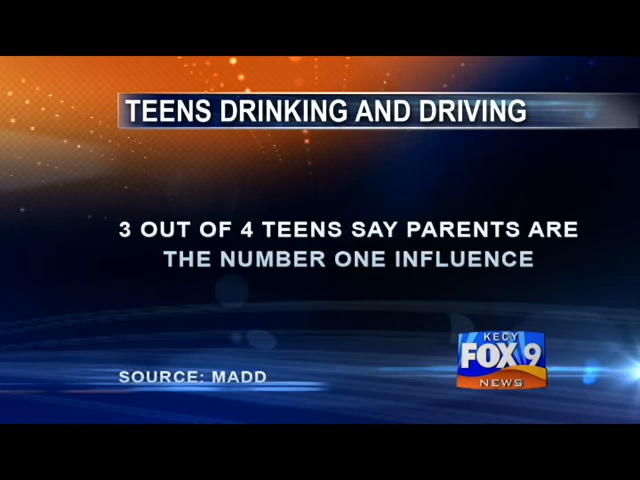 TEENS DRINKING AND DRIVING
3 OUT OF 4 TEENS SAY PARENTS ARE
THE NUMBER ONE INFLUENCE
KECY
FOX 9
NEWS
SOURCE: MADD